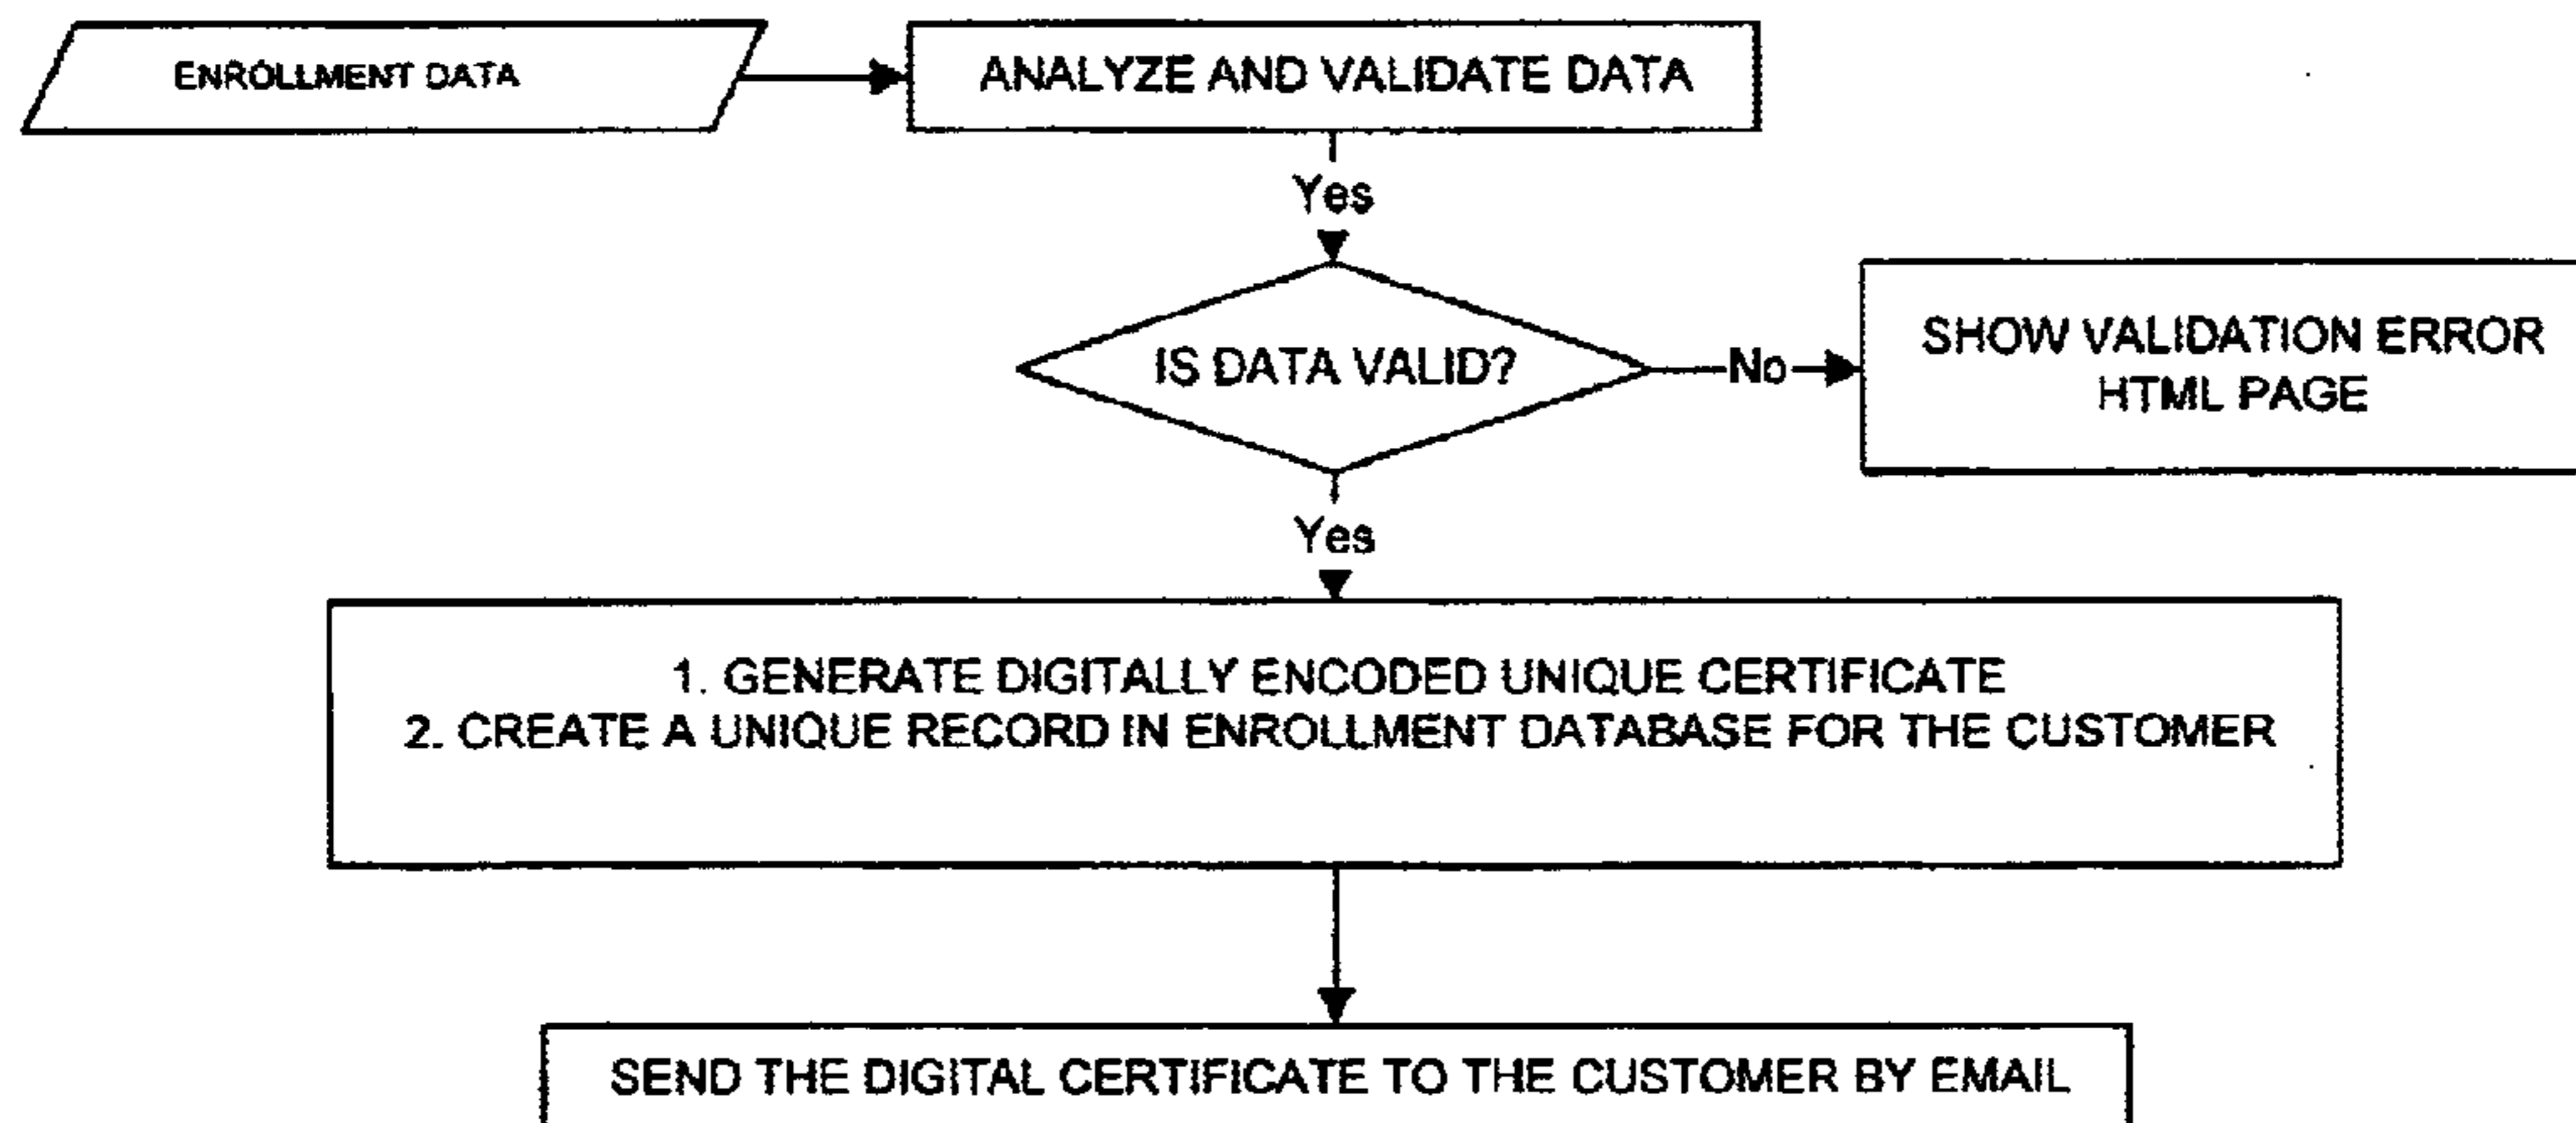 ENROLLMENT DATA
ANALYZE AND VALIDATE DATA
Yes
IS DATA VALID?
No
SHOW VALIDATION ERROR
HTML PAGE
Yes
1. GENERATE DIGITALLY ENCODED UNIQUE CERTIFICATE
2. CREATE A UNIQUE RECORD IN ENROLLMENT DATABASE FOR THE CUSTOMER
SEND THE DIGITAL CERTIFICATE TO THE CUSTOMER BY EMAIL